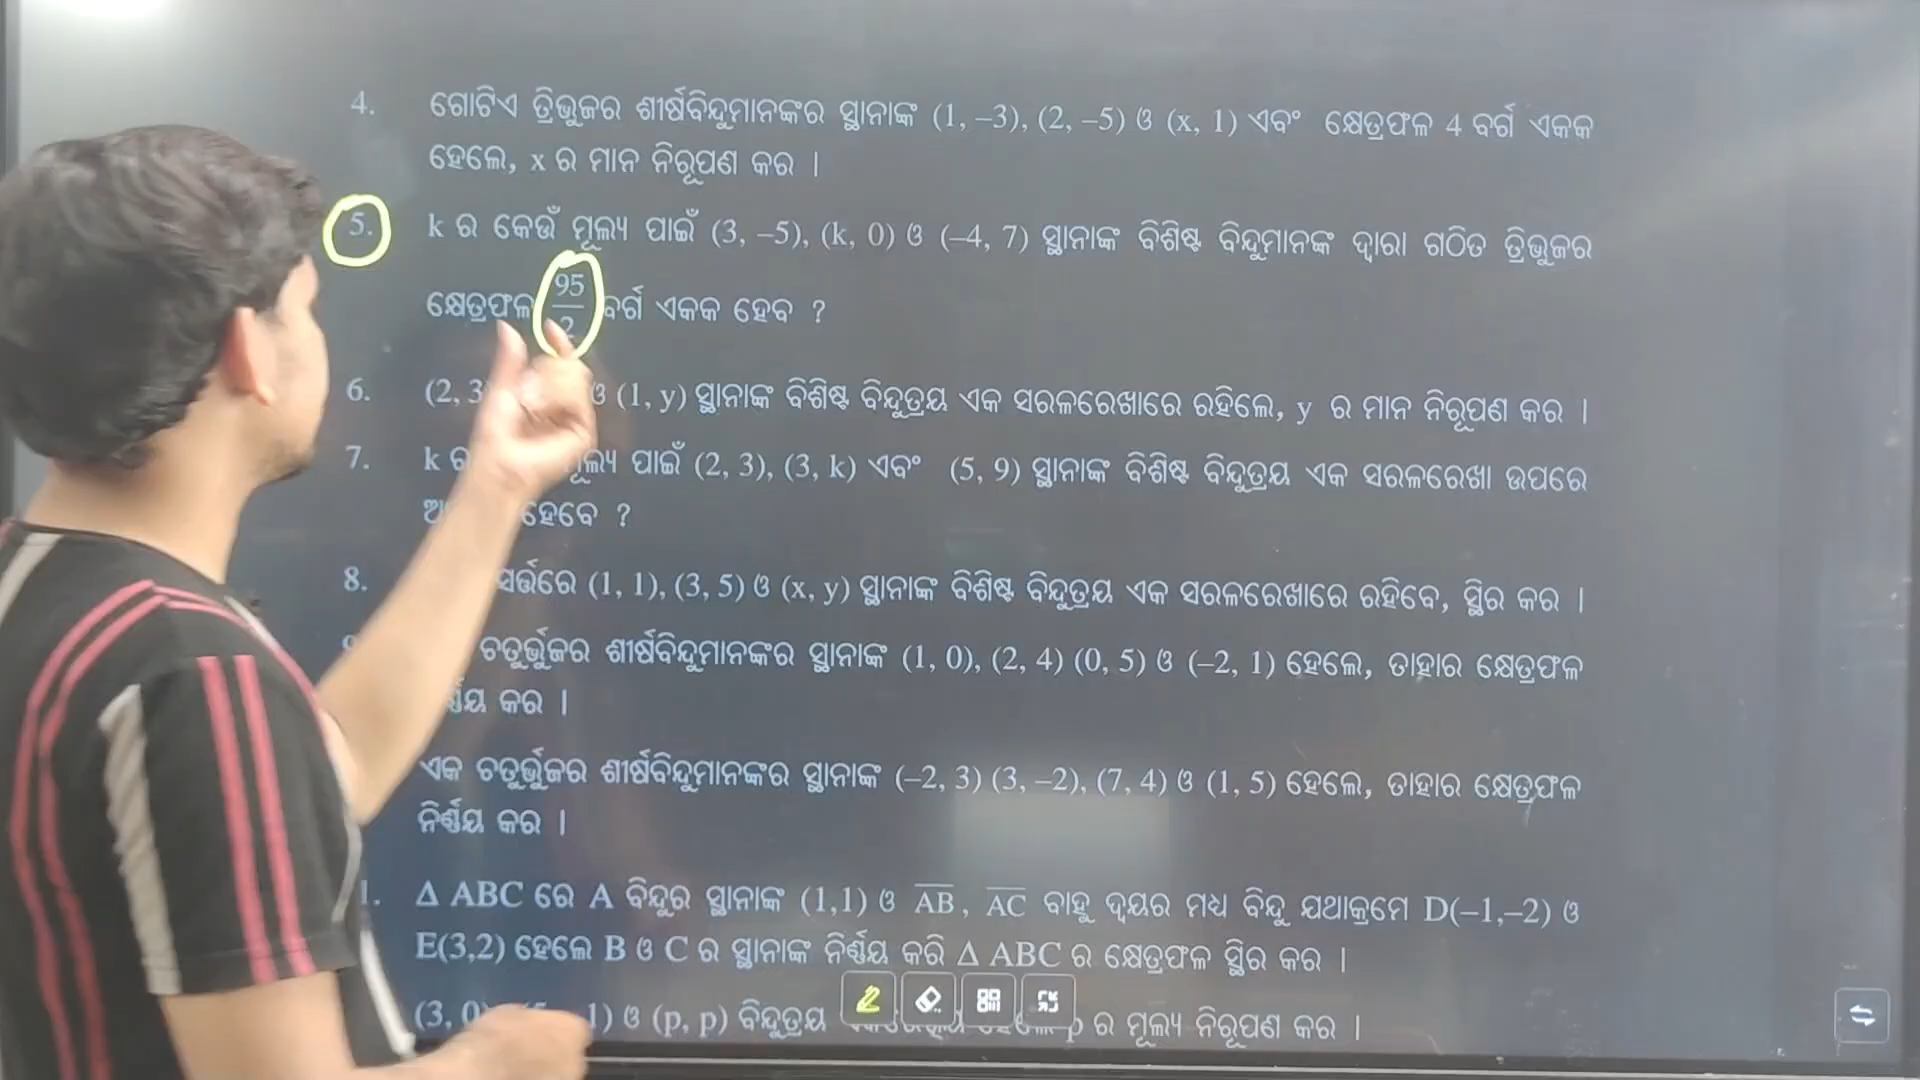 4. ଗୋଟିଏ ତ୍ରିଭୁଜର ଶୀର୍ଷବିନ୍ଦୁମାନଙ୍କର ସ୍ଥାନାଙ୍କ (1, –3), (2, –5) ଓ (x, 1) ଏବଂ କ୍ଷେତ୍ରଫଳ 4 ବର୍ଗ ଏକକ
ହେଲେ, x ର ମାନ ନିରୂପଣ କର |
5. k ର କେଉଁ ମୂଲ୍ୟ ପାଇଁ (3, –5), (k, 0) ଓ (–4, 7) ସ୍ଥାନାଙ୍କ ବିଶିଷ୍ଟ ବିନ୍ଦୁମାନଙ୍କ ଦ୍ୱାରା ଗଠିତ ତ୍ରିଭୁଜର
କ୍ଷେତ୍ରଫଳ 95/2 ବର୍ଗ ଏକକ ହେବ ?
6. (2, 3 ଓ (1, y) ସ୍ଥାନାଙ୍କ ବିଶିଷ୍ଟ ବିନ୍ଦୁତ୍ରୟ ଏକ ସରଳରେଖାରେ ରହିଲେ, y ର ମାନ ନିରୂପଣ କର |
7. k ର ମୂଲ୍ୟ ପାଇଁ (2, 3), (3, k) ଏବଂ (5, 9) ସ୍ଥାନାଙ୍କ ବିଶିଷ୍ଟ ବିନ୍ଦୁତ୍ରୟ ଏକ ସରଳରେଖା ଉପରେ
ହେବେ ?
8. ସର୍ତ୍ତରେ (1, 1), (3, 5) ଓ (x, y) ସ୍ଥାନାଙ୍କ ବିଶିଷ୍ଟ ବିନ୍ଦୁତ୍ରୟ ଏକ ସରଳରେଖାରେ ରହିବେ, ସ୍ଥିର କର |
ଚତୁର୍ଭୁଜର ଶୀର୍ଷବିନ୍ଦୁମାନଙ୍କର ସ୍ଥାନାଙ୍କ (1, 0), (2, 4) (0, 5) ଓ (–2, 1) ହେଲେ, ତାହାର କ୍ଷେତ୍ରଫଳ
କର |
ଏକ ଚତୁର୍ଭୁଜର ଶୀର୍ଷବିନ୍ଦୁମାନଙ୍କର ସ୍ଥାନାଙ୍କ (–2, 3) (3, –2), (7, 4) ଓ (1, 5) ହେଲେ, ତାହାର କ୍ଷେତ୍ରଫଳ
ନିର୍ଣ୍ଣୟ କର |
1. Δ ABC ରେ A ବିନ୍ଦୁର ସ୍ଥାନାଙ୍କ (1,1) ଓ A̅B̅, A̅C̅ ବାହୁ ଦ୍ୱୟର ମଧ୍ୟ ବିନ୍ଦୁ ଯଥାକ୍ରମେ D(–1,–2) ଓ
E(3,2) ହେଲେ B ଓ C ର ସ୍ଥାନାଙ୍କ ନିର୍ଣ୍ଣୟ କରି Δ ABC ର କ୍ଷେତ୍ରଫଳ ସ୍ଥିର କର |
(3, 0) 1) ଓ (p, p) ବିନ୍ଦୁତ୍ରୟ p ର ମୂଲ୍ୟ ନିରୂପଣ କର |